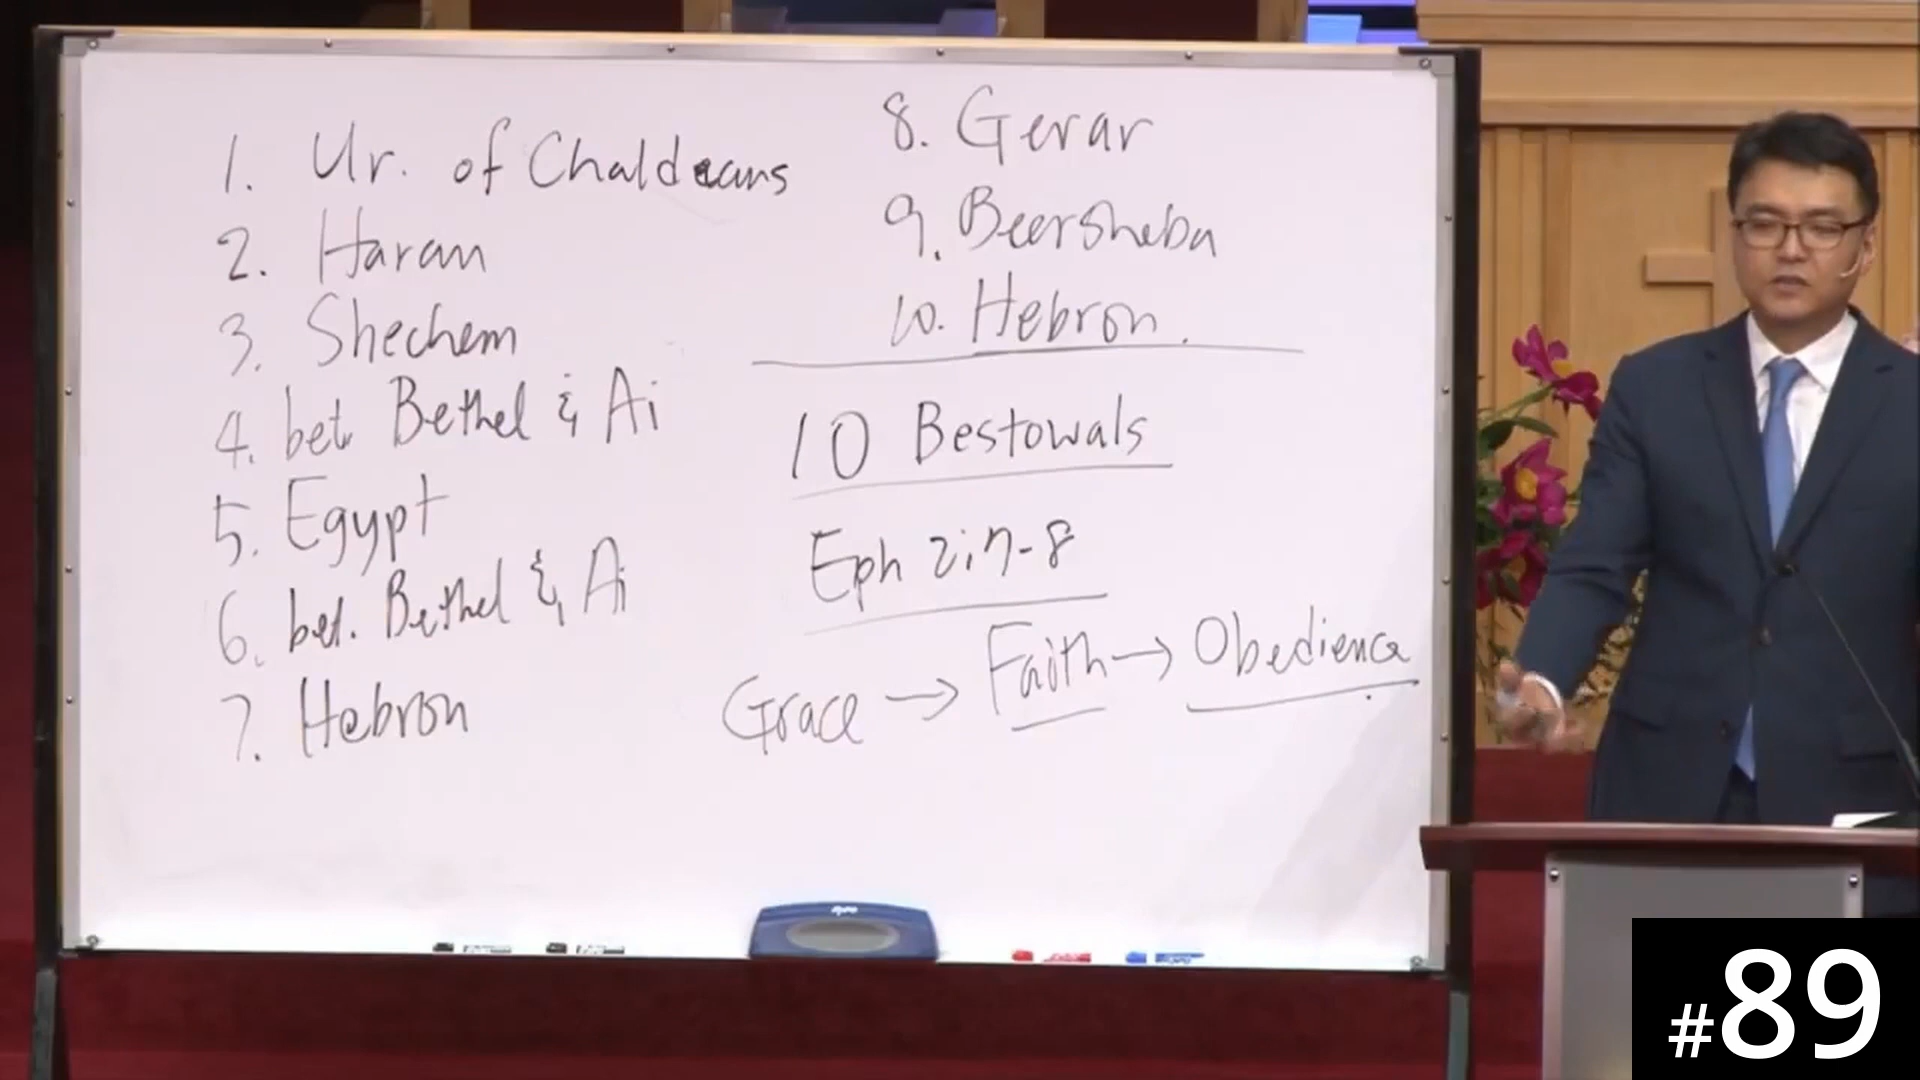 1. Ur. of Chaldeans
2. Haran
3. Shechem
4. bet. Bethel & Ai
5. Egypt
6. bet. Bethel & Ai
7. Hebron
8. Gerar
9. Beersheba
10. Hebron.
10 Bestowals
Eph 2:7-8
Grace → Faith → Obedience
expo
#89